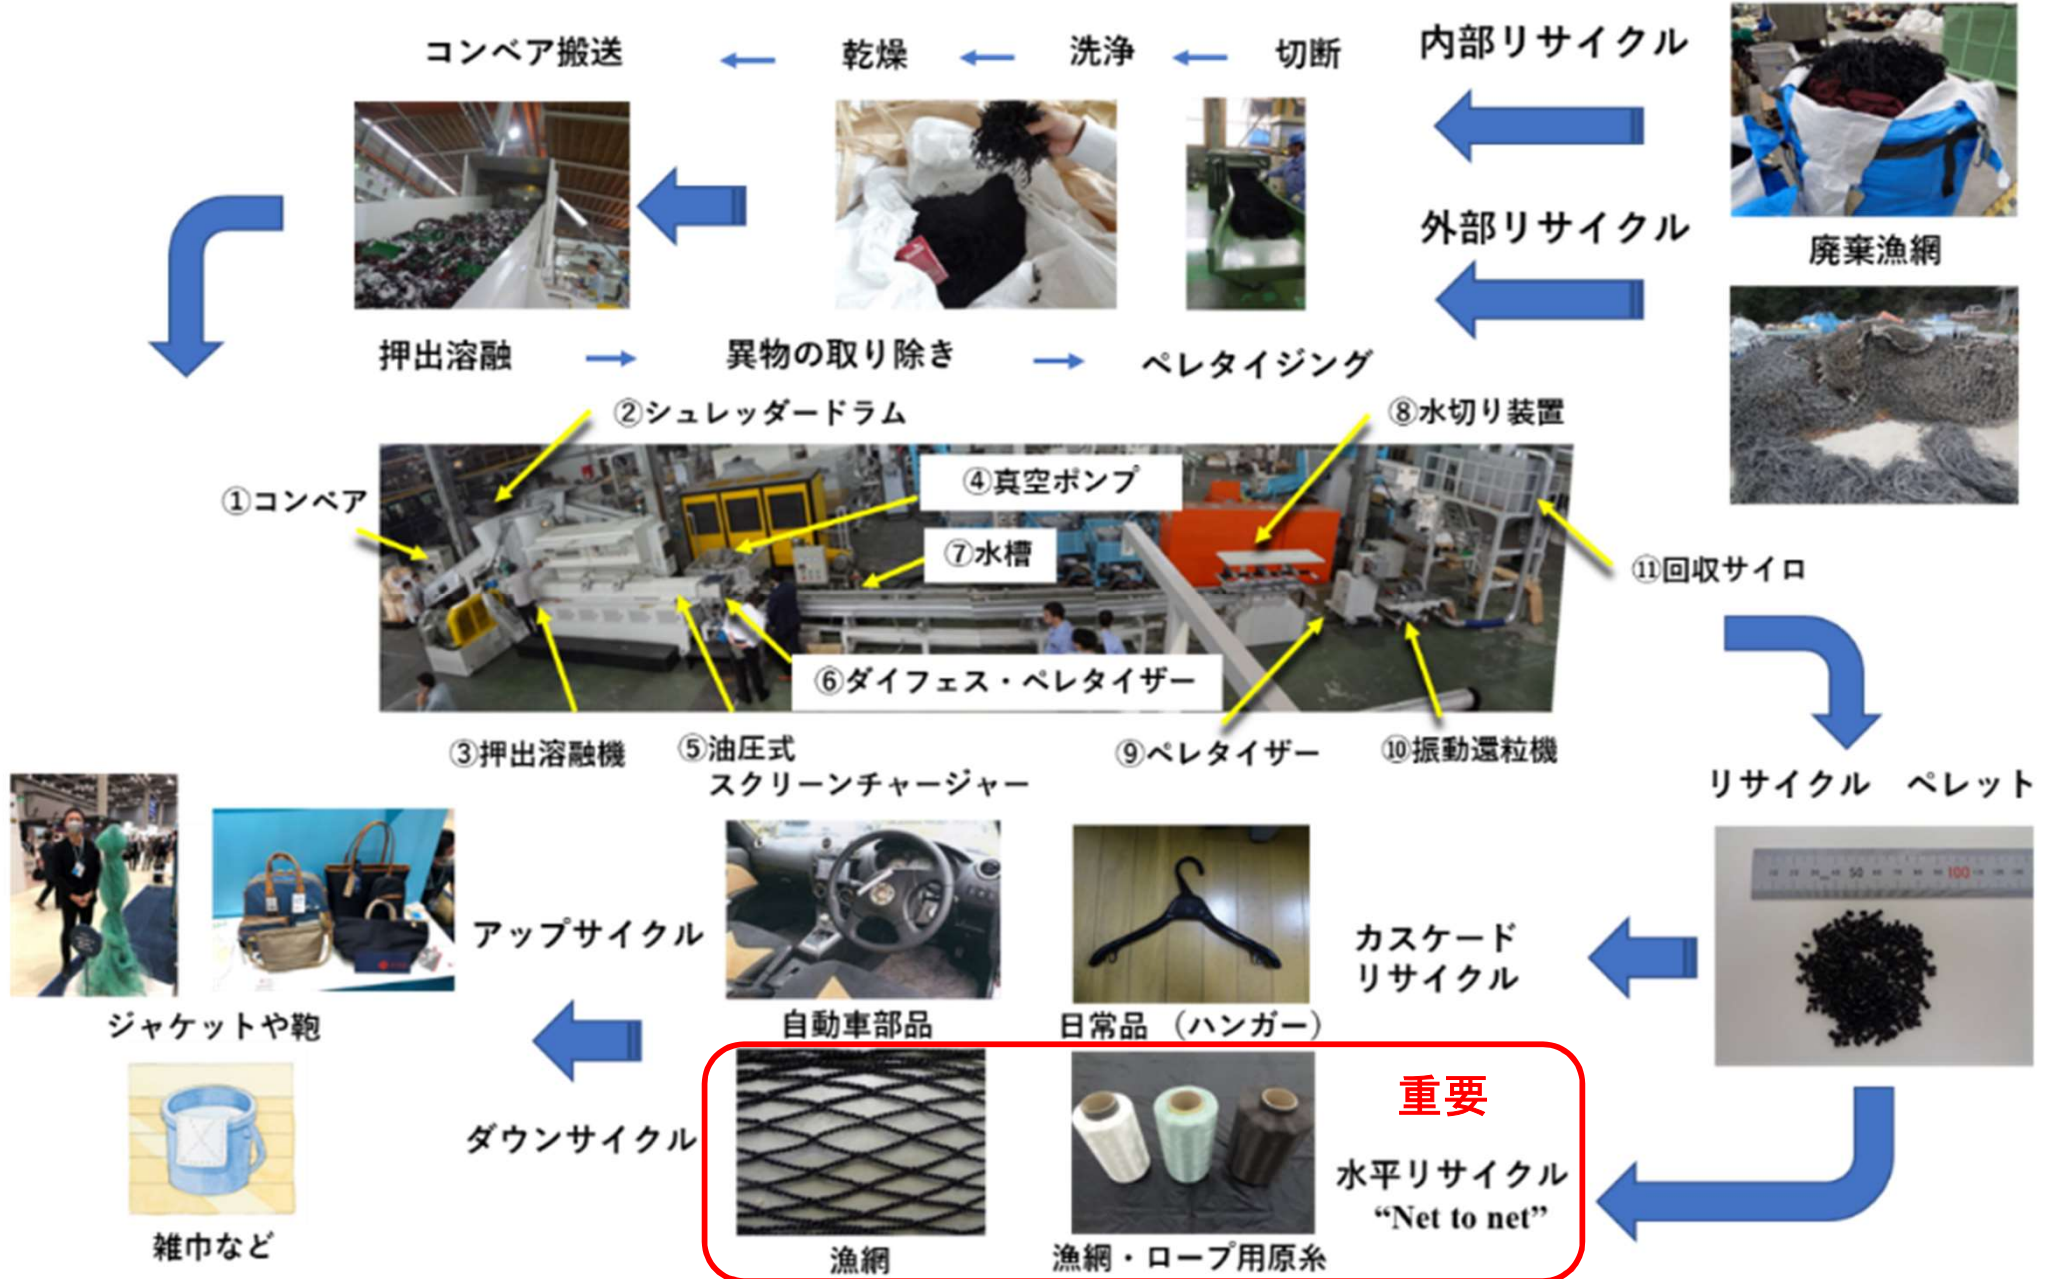 コンベア搬送
乾燥
洗浄
切断
内部リサイクル
外部リサイクル
廃棄漁網
押出溶融
異物の取り除き
ペレタイジング
②シュレッダードラム
⑧水切り装置
①コンベア
④真空ポンプ
⑦水槽
⑪回収サイロ
⑥ダイフェス・ペレタイザー
③押出溶融機
⑤油圧式
スクリーンチャージャー
⑨ペレタイザー
⑩振動還粒機
リサイクル　ペレット
50
100
アップサイクル
カスケード
リサイクル
ジャケットや鞄
自動車部品
日常品 （ハンガー）
重要
ダウンサイクル
水平リサイクル
“Net to net”
雑巾など
漁網
漁網・ロープ用原糸